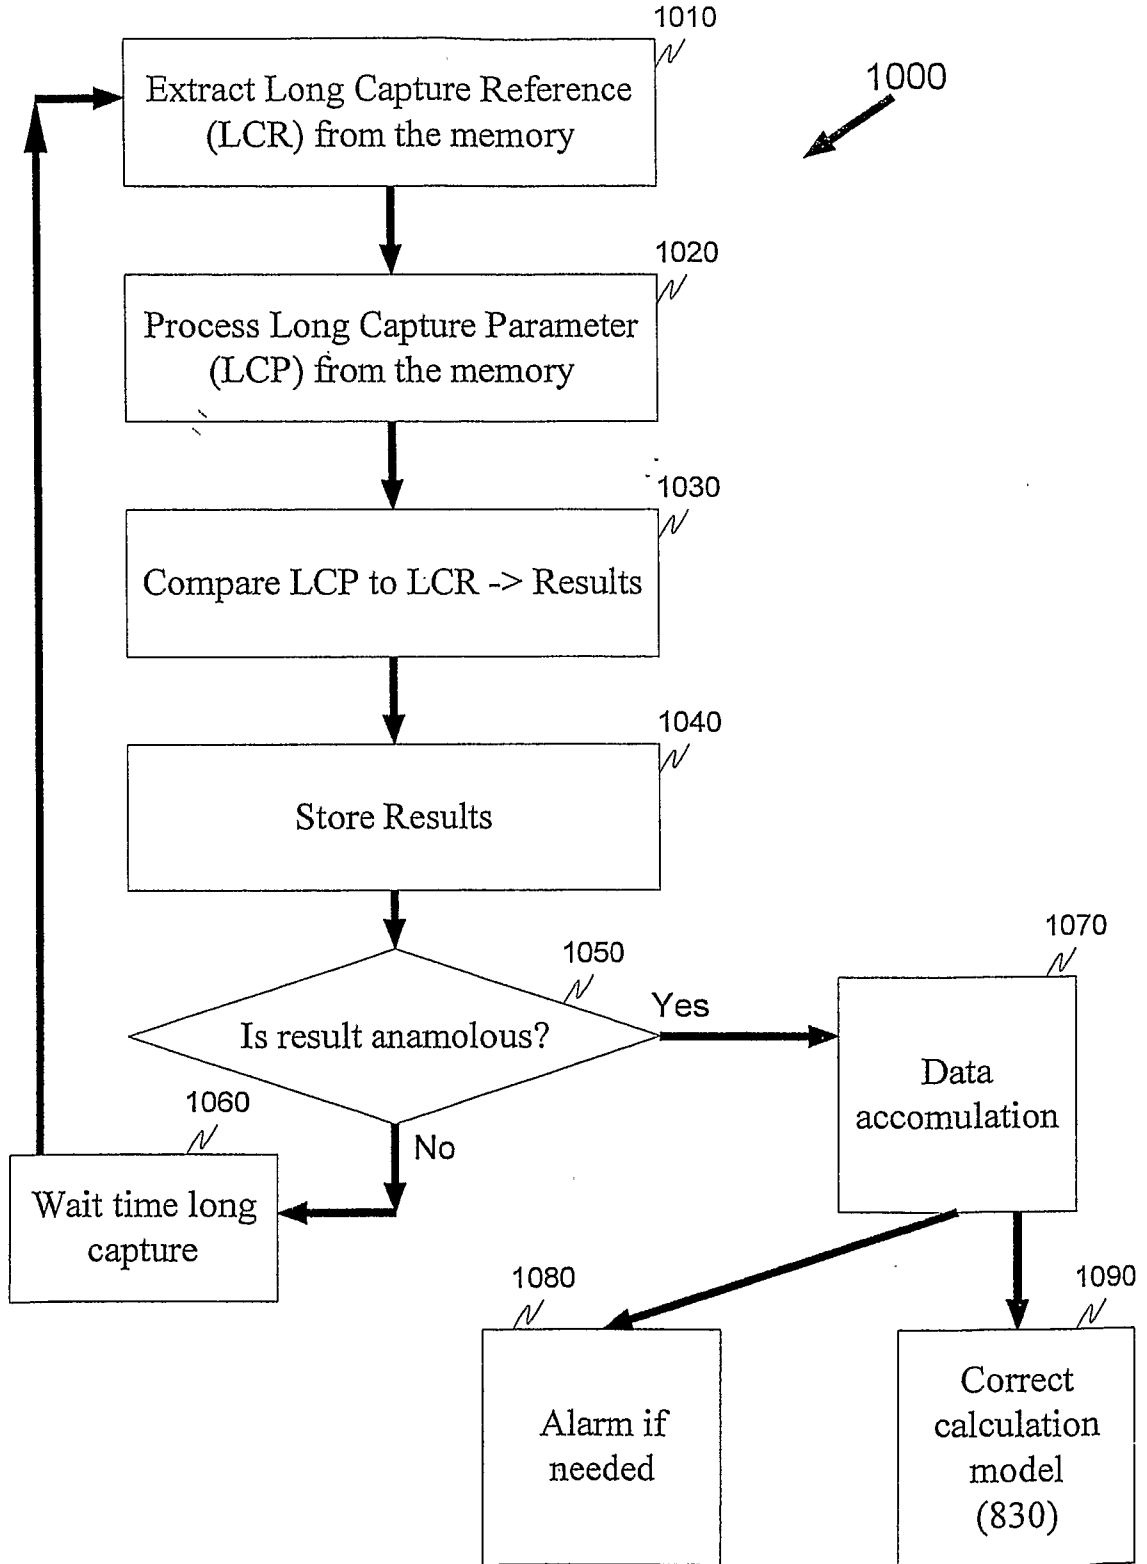 1010
1000
Extract Long Capture Reference
(LCR) from the memory
1020
Process Long Capture Parameter
(LCP) from the memory
1030
Compare LCP to LCR -> Results
1040
Store Results
1050
Is result anamolous?
Yes
1070
Data
accomulation
No
1060
Wait time long
capture
1080
Alarm if
needed
1090
Correct
calculation
model
(830)